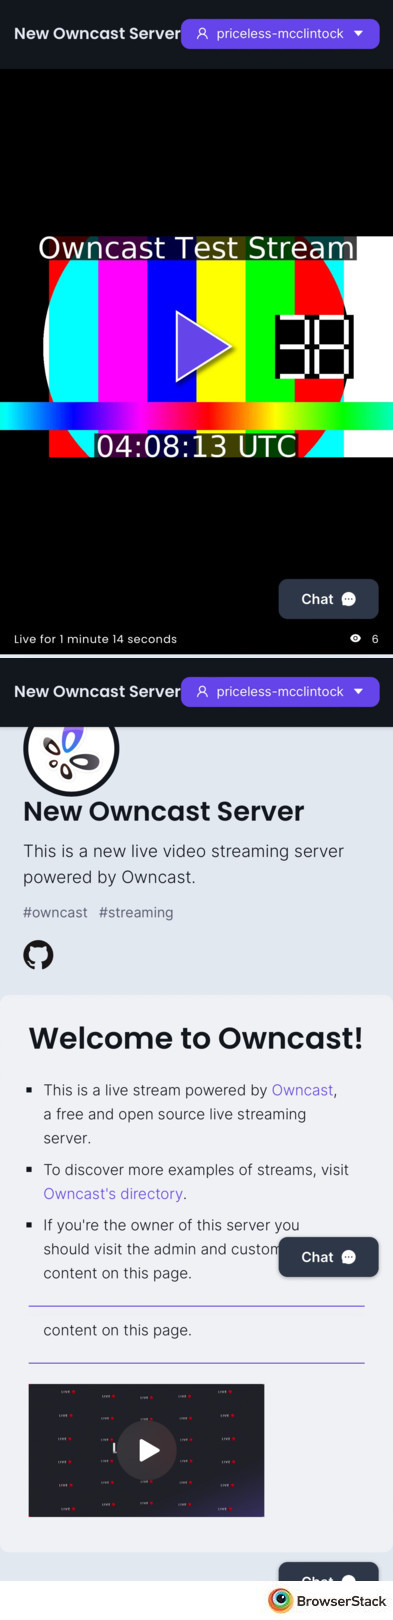 New Owncast Server
priceless-mcclintock
Owncast Test Stream
04:08:13 UTC
Chat
Live for 1 minute 14 seconds
6
New Owncast Server
priceless-mcclintock
New Owncast Server
This is a new live video streaming server
powered by Owncast.
#owncast #streaming
Welcome to Owncast!
This is a live stream powered by Owncast,
a free and open source live streaming
server.
To discover more examples of streams, visit
Owncast's directory.
If you're the owner of this server you
should visit the admin and custom
Chat
content on this page.
content on this page.
Chat
BrowserStack